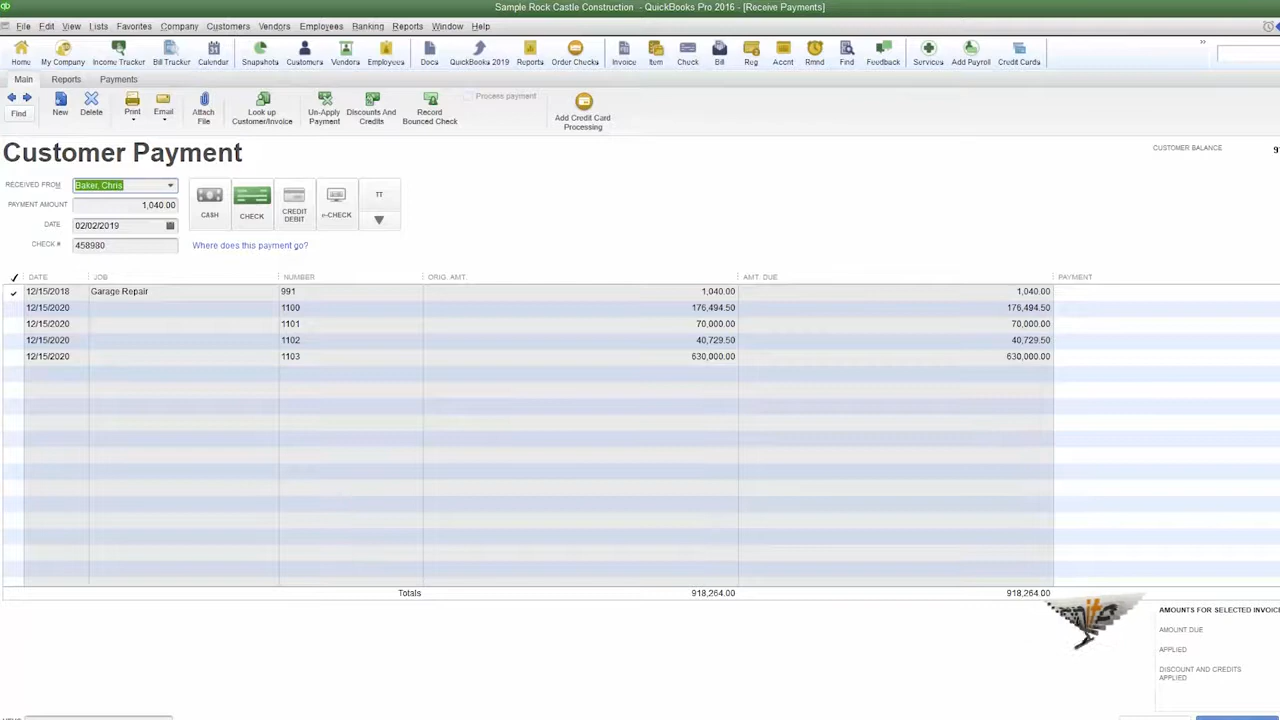 Sample Rock Castle Construction - QuickBooks Pro 2016 - [Receive Payments]
File Edit View Lists Favorites Company Customers Vendors Employees Banking Reports Window Help
Home My Company Income Tracker Bill Tracker Calendar Snapshots Customers Vendors Employees Docs QuickBooks 2019 Reports Order Checks Invoice Item Check Bill Reg Accnt Rmnd Find Feedback Services Add Payroll Credit Cards
Main Reports Payments
Find New Delete Print Email Attach File Look up Customer/Invoice Un-Apply Payment Discounts And Credits Record Bounced Check Process payment Add Credit Card Processing
Customer Payment
CUSTOMER BALANCE
RECEIVED FROM Baker, Chris
PAYMENT AMOUNT 1,040.00
DATE 02/02/2019
CHECK # 458980
CASH CHECK CREDIT DEBIT e-CHECK TT
Where does this payment go?
DATE JOB NUMBER ORIG. AMT. AMT. DUE PAYMENT
12/15/2018 Garage Repair 991 1,040.00 1,040.00
12/15/2020 1100 176,494.50 176,494.50
12/15/2020 1101 70,000.00 70,000.00
12/15/2020 1102 40,729.50 40,729.50
12/15/2020 1103 630,000.00 630,000.00
Totals 918,264.00 918,264.00
AMOUNTS FOR SELECTED INVOIC
AMOUNT DUE
APPLIED
DISCOUNT AND CREDITS
APPLIED